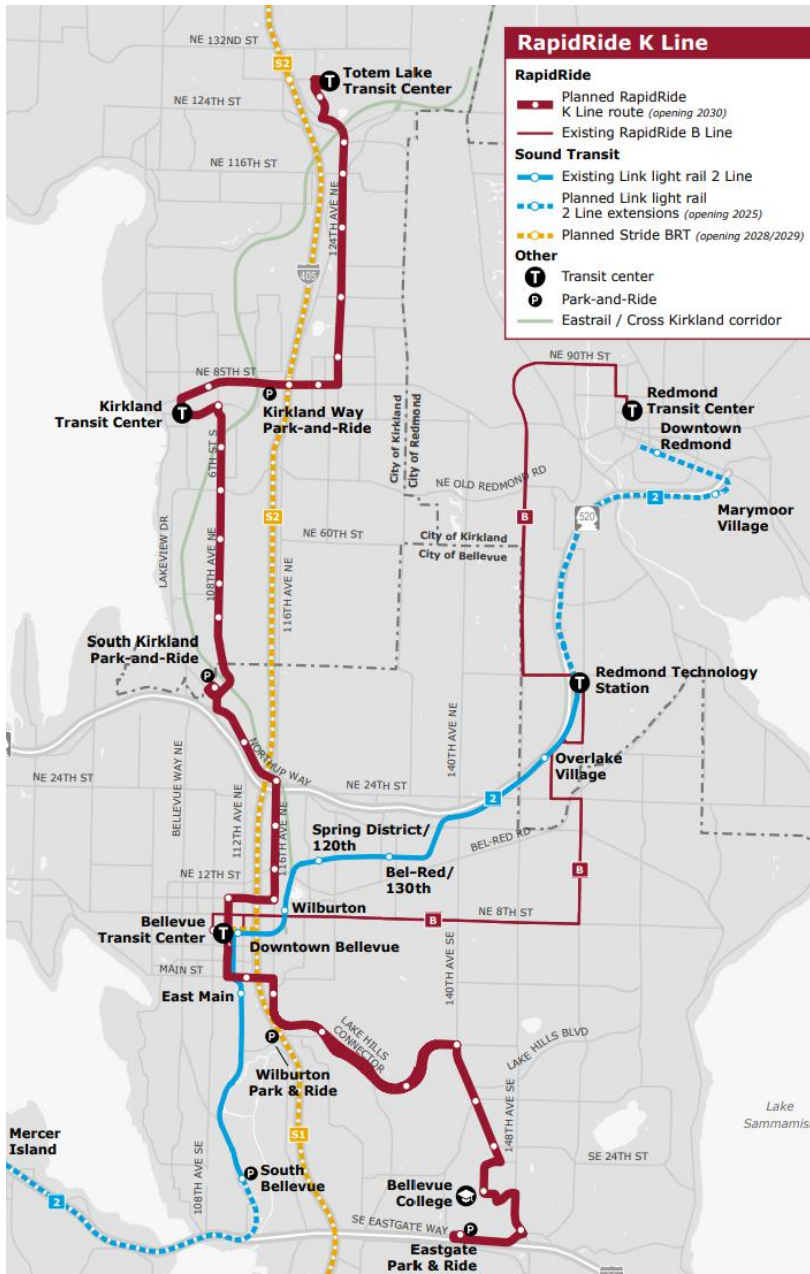 RapidRide K Line
RapidRide
Planned RapidRide
K Line route (opening 2030)
Existing RapidRide B Line
Sound Transit
Existing Link light rail 2 Line
Planned Link light rail
2 Line extensions (opening 2025)
Planned Stride BRT (opening 2028/2029)
Other
T Transit center
P Park-and-Ride
Eastrail / Cross Kirkland corridor
NE 132ND ST
S2
T
Totem Lake
Transit Center
NE 124TH ST
NE 116TH ST
124TH AVE NE
405
NE 85TH ST
Kirkland
Transit Center
T
P
Kirkland Way
Park-and-Ride
City of Kirkland
City of Redmond
NE 90TH ST
T
Redmond
Transit Center
Downtown
Redmond
6TH ST S
NE OLD REDMOND RD
2
Marymoor
Village
S2
B
520
LAKEVIEW DR
108TH AVE NE
116TH AVE NE
NE 60TH ST
City of Kirkland
City of Bellevue
South Kirkland
Park-and-Ride
P
T
Redmond Technology
Station
140TH AVE NE
NORTHUP WAY
NE 24TH ST
BELLEVUE WAY NE
112TH AVE NE
116TH AVE NE
NE 24TH ST
2
Overlake
Village
Spring District/
120th
BEL-RED RD
Bel-Red/
130th
NE 12TH ST
B
Wilburton
Bellevue
Transit Center
T
B
NE 8TH ST
Downtown Bellevue
MAIN ST
140TH AVE SE
East Main
LAKE HILLS
CONNECTOR
LAKE HILLS BLVD
P
Wilburton
Park & Ride
148TH AVE SE
Lake
Sammamis
S1
Mercer
Island
2
108TH AVE SE
P
South
Bellevue
SE 24TH ST
Bellevue
College
SE EASTGATE WAY
P
Eastgate
Park & Ride